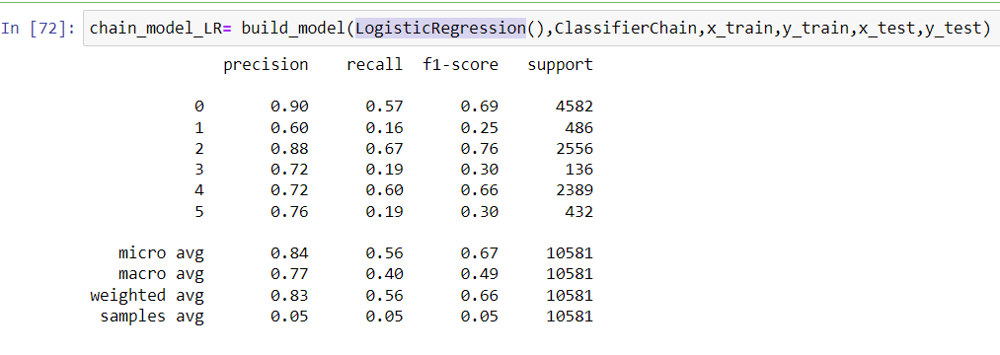 In [72]: chain_model_LR= build_model(LogisticRegression(),ClassifierChain,x_train,y_train,x_test,y_test)
precision recall f1-score support
0 0.90 0.57 0.69 4582
1 0.60 0.16 0.25 486
2 0.88 0.67 0.76 2556
3 0.72 0.19 0.30 136
4 0.72 0.60 0.66 2389
5 0.76 0.19 0.30 432
micro avg 0.84 0.56 0.67 10581
macro avg 0.77 0.40 0.49 10581
weighted avg 0.83 0.56 0.66 10581
samples avg 0.05 0.05 0.05 10581